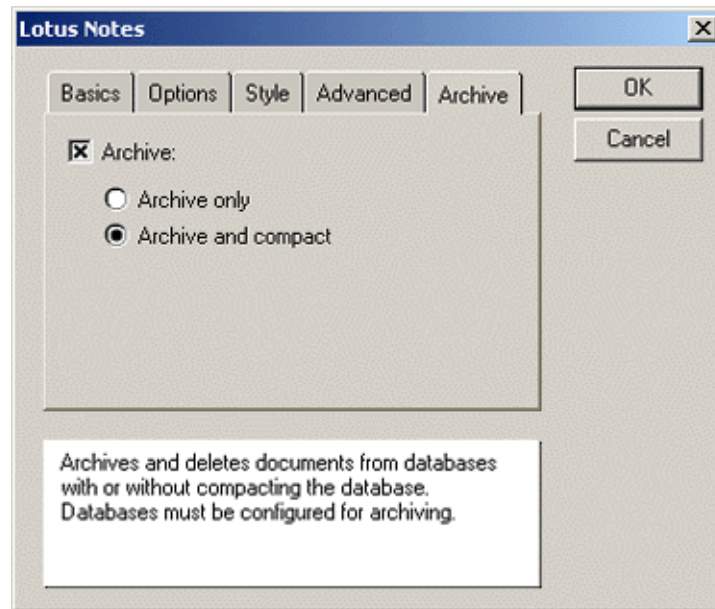 Lotus Notes
Basics Options Style Advanced Archive
OK
Cancel
Archive:
Archive only
Archive and compact
Archives and deletes documents from databases
with or without compacting the database.
Databases must be configured for archiving.